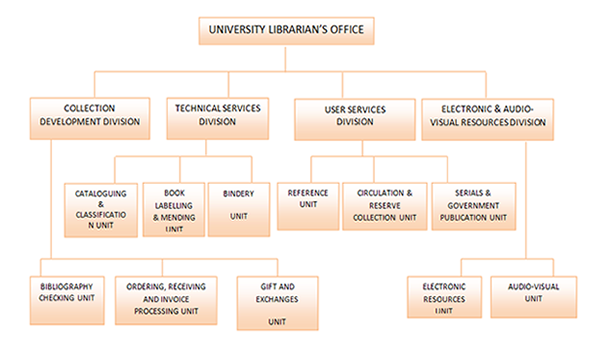 UNIVERSITY LIBRARIAN'S OFFICE
COLLECTION
DEVELOPMENT DIVISION
TECHNICAL SERVICES
DIVISION
USER SERVICES
DIVISION
ELECTRONIC & AUDIO-
VISUAL RESOURCES DIVISION
CATALOGUING
&
CLASSIFICATIO
N UNIT
BOOK
LABELLING
& MENDING
UNIT
BINDERY
UNIT
REFERENCE
UNIT
CIRCULATION &
RESERVE
COLLECTION UNIT
SERIALS &
GOVERNMENT
PUBLICATION UNIT
BIBLIOGRAPHY
CHECKING UNIT
ORDERING, RECEIVING
AND INVOICE
PROCESSING UNIT
GIFT AND
EXCHANGES
UNIT
ELECTRONIC
RESOURCES
UNIT
AUDIO-VISUAL
UNIT